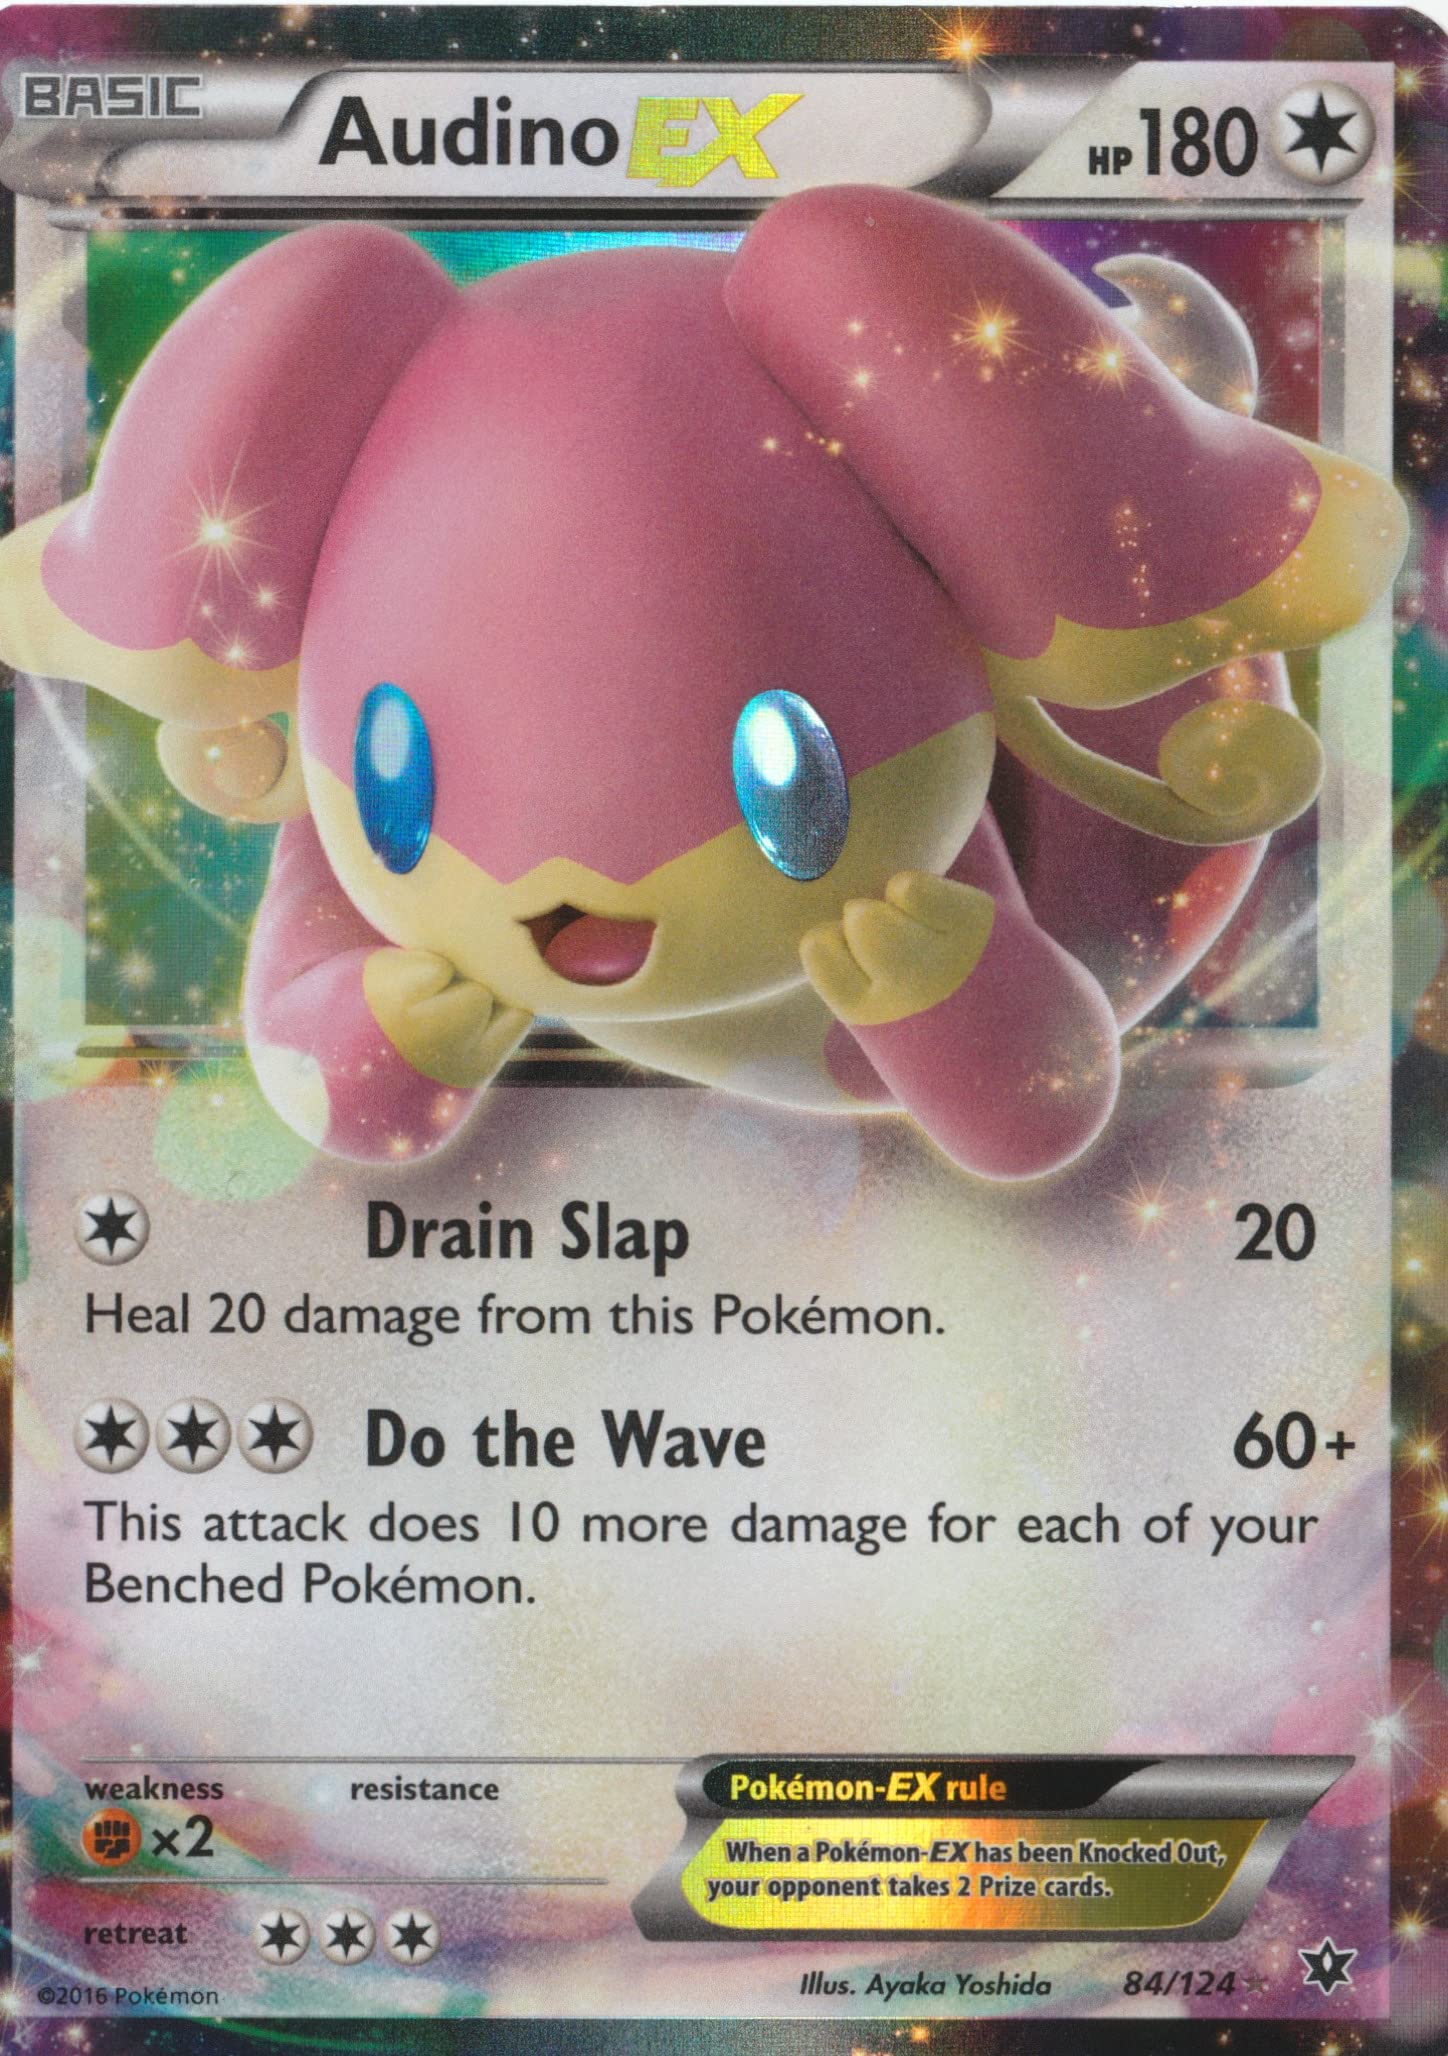 BASIC Audino EX HP 180
Drain Slap 20
Heal 20 damage from this Pokémon.
Do the Wave 60+
This attack does 10 more damage for each of your
Benched Pokémon.
weakness resistance
×2
retreat
Pokémon-EX rule
When a Pokémon-EX has been Knocked Out,
your opponent takes 2 Prize cards.
©2016 Pokémon
Illus. Ayaka Yoshida 84/124